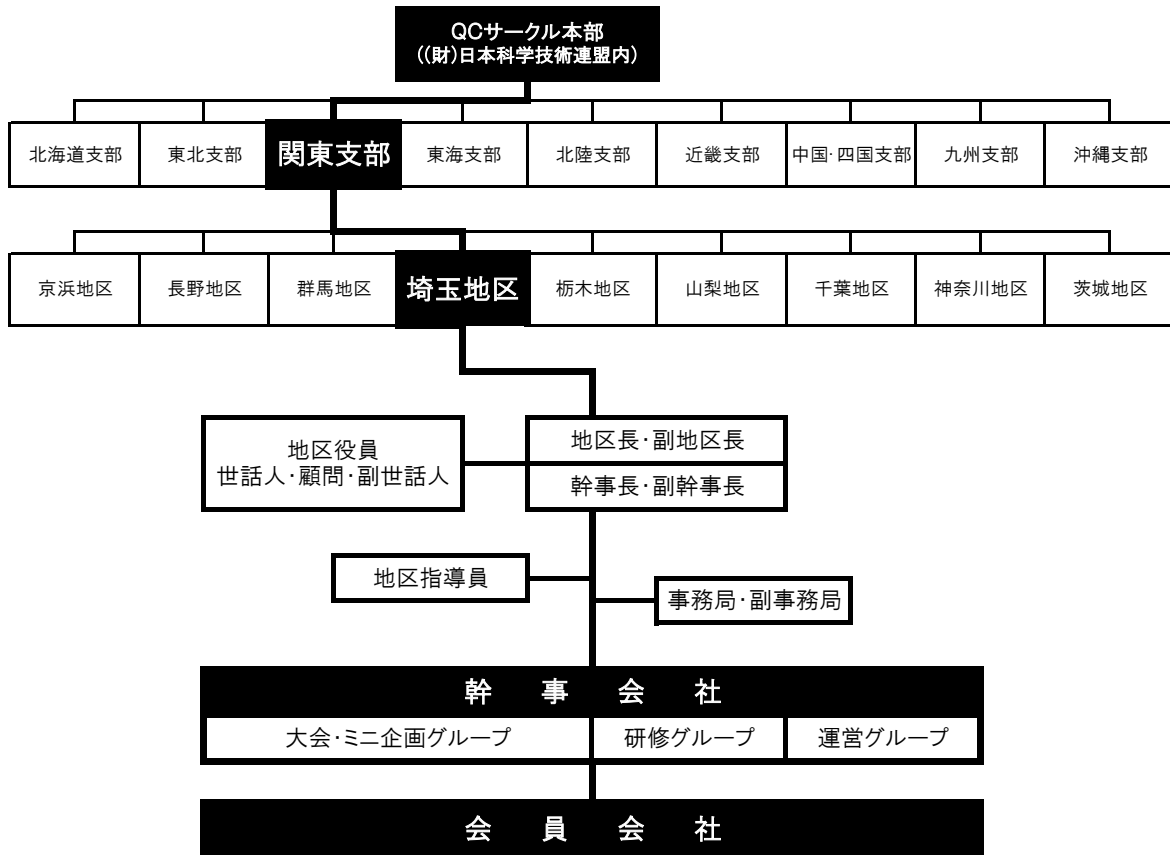 QCサークル本部
((財)日本科学技術連盟内)
北海道支部
東北支部
関東支部
東海支部
北陸支部
近畿支部
中国・四国支部
九州支部
沖縄支部
京浜地区
長野地区
群馬地区
埼玉地区
栃木地区
山梨地区
千葉地区
神奈川地区
茨城地区
地区役員
世話人・顧問・副世話人
地区長・副地区長
幹事長・副幹事長
地区指導員
事務局・副事務局
幹事会社
大会・ミニ企画グループ
研修グループ
運営グループ
会員会社